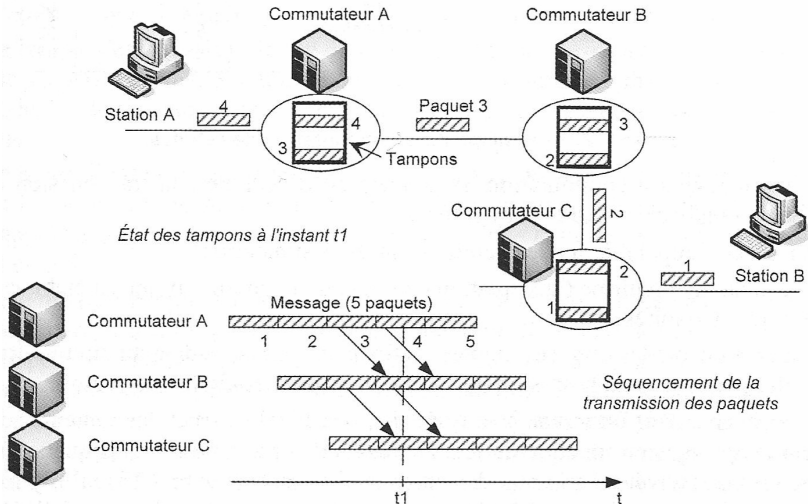 Commutateur A
Commutateur B
Station A
4
4
3
Tampons
Paquet 3
3
2
2
Commutateur C
État des tampons à l'instant t1
2
1
1
Station B
Message (5 paquets)
Commutateur A
1 2 3 4 5
Commutateur B
Séquencement de la
transmission des paquets
Commutateur C
t1
t